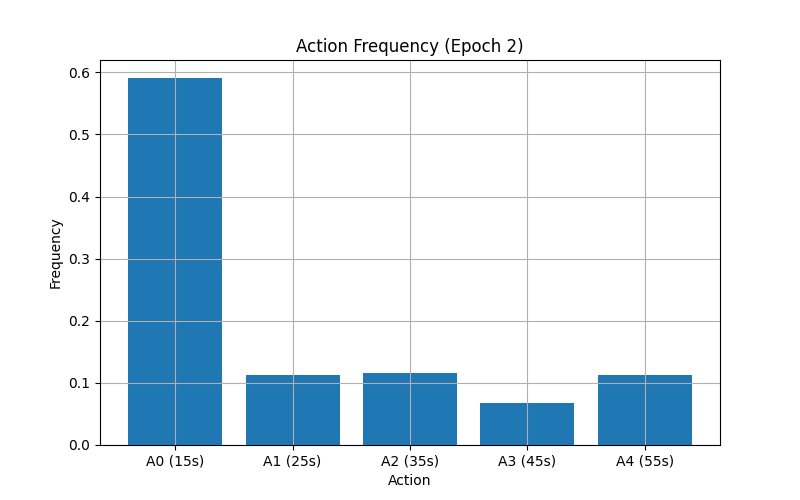 Action Frequency (Epoch 2)
Frequency
0.6
0.5
0.4
0.3
0.2
0.1
0.0
A0 (15s) A1 (25s) A2 (35s) A3 (45s) A4 (55s)
Action